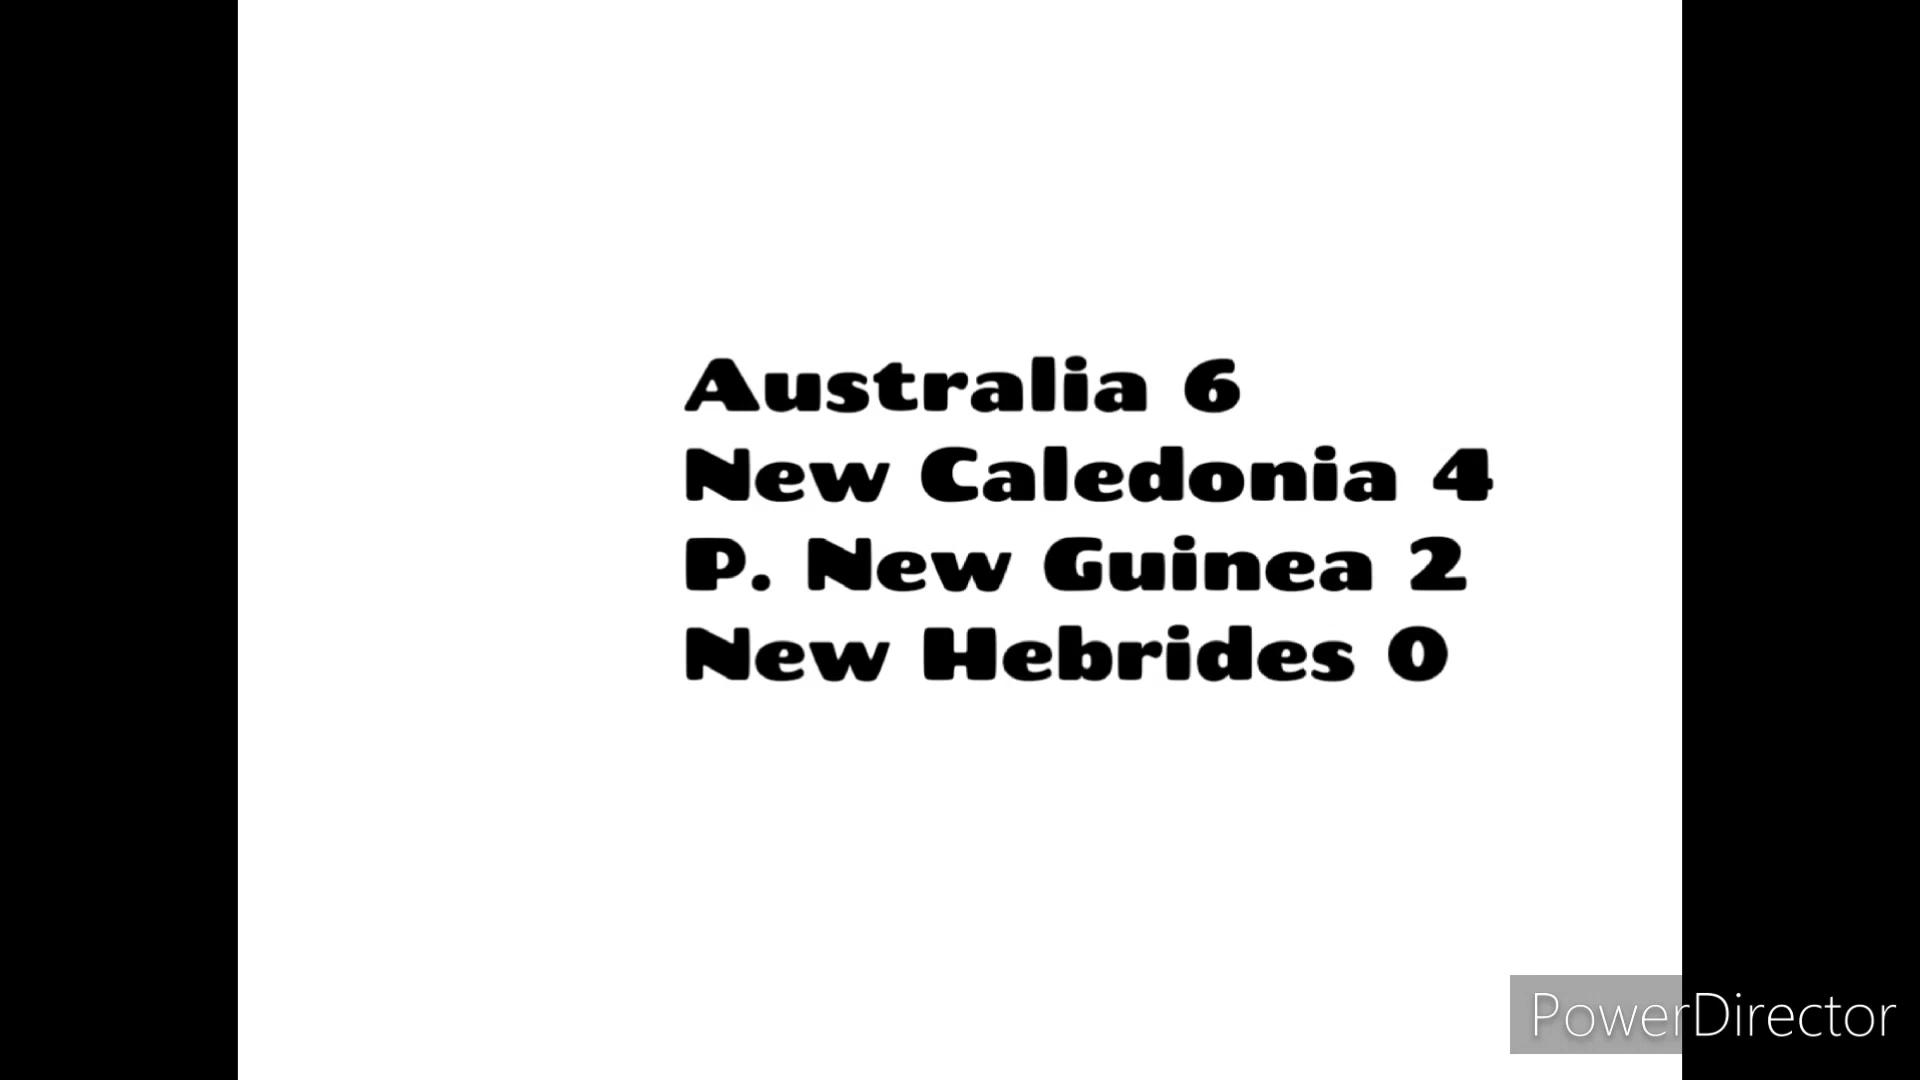 Australia 6
New Caledonia 4
P. New Guinea 2
New Hebrides 0
PowerDirector